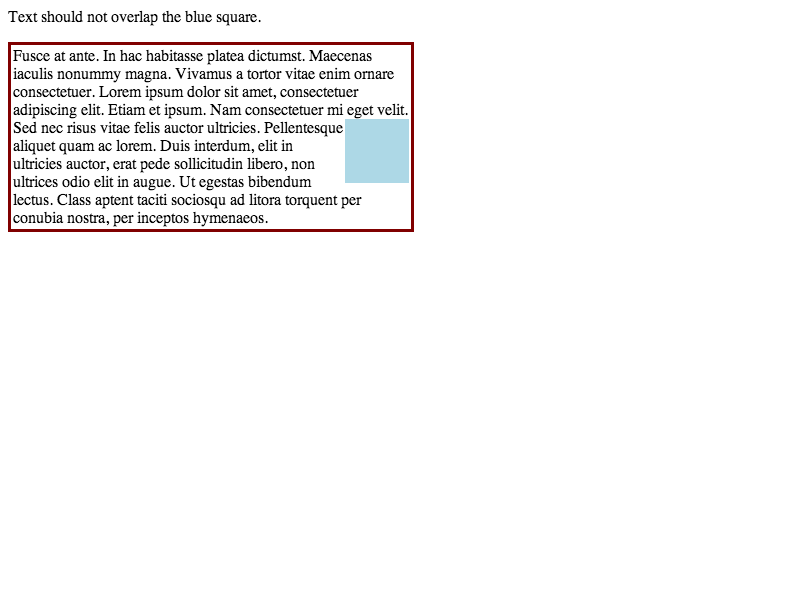 Text should not overlap the blue square.
Fusce at ante. In hac habitasse platea dictumst. Maecenas
iaculis nonummy magna. Vivamus a tortor vitae enim ornare
consectetuer. Lorem ipsum dolor sit amet, consectetuer
adipiscing elit. Etiam et ipsum. Nam consectetuer mi eget velit.
Sed nec risus vitae felis auctor ultricies. Pellentesque
aliquet quam ac lorem. Duis interdum, elit in
ultricies auctor, erat pede sollicitudin libero, non
ultrices odio elit in augue. Ut egestas bibendum
lectus. Class aptent taciti sociosqu ad litora torquent per
conubia nostra, per inceptos hymenaeos.